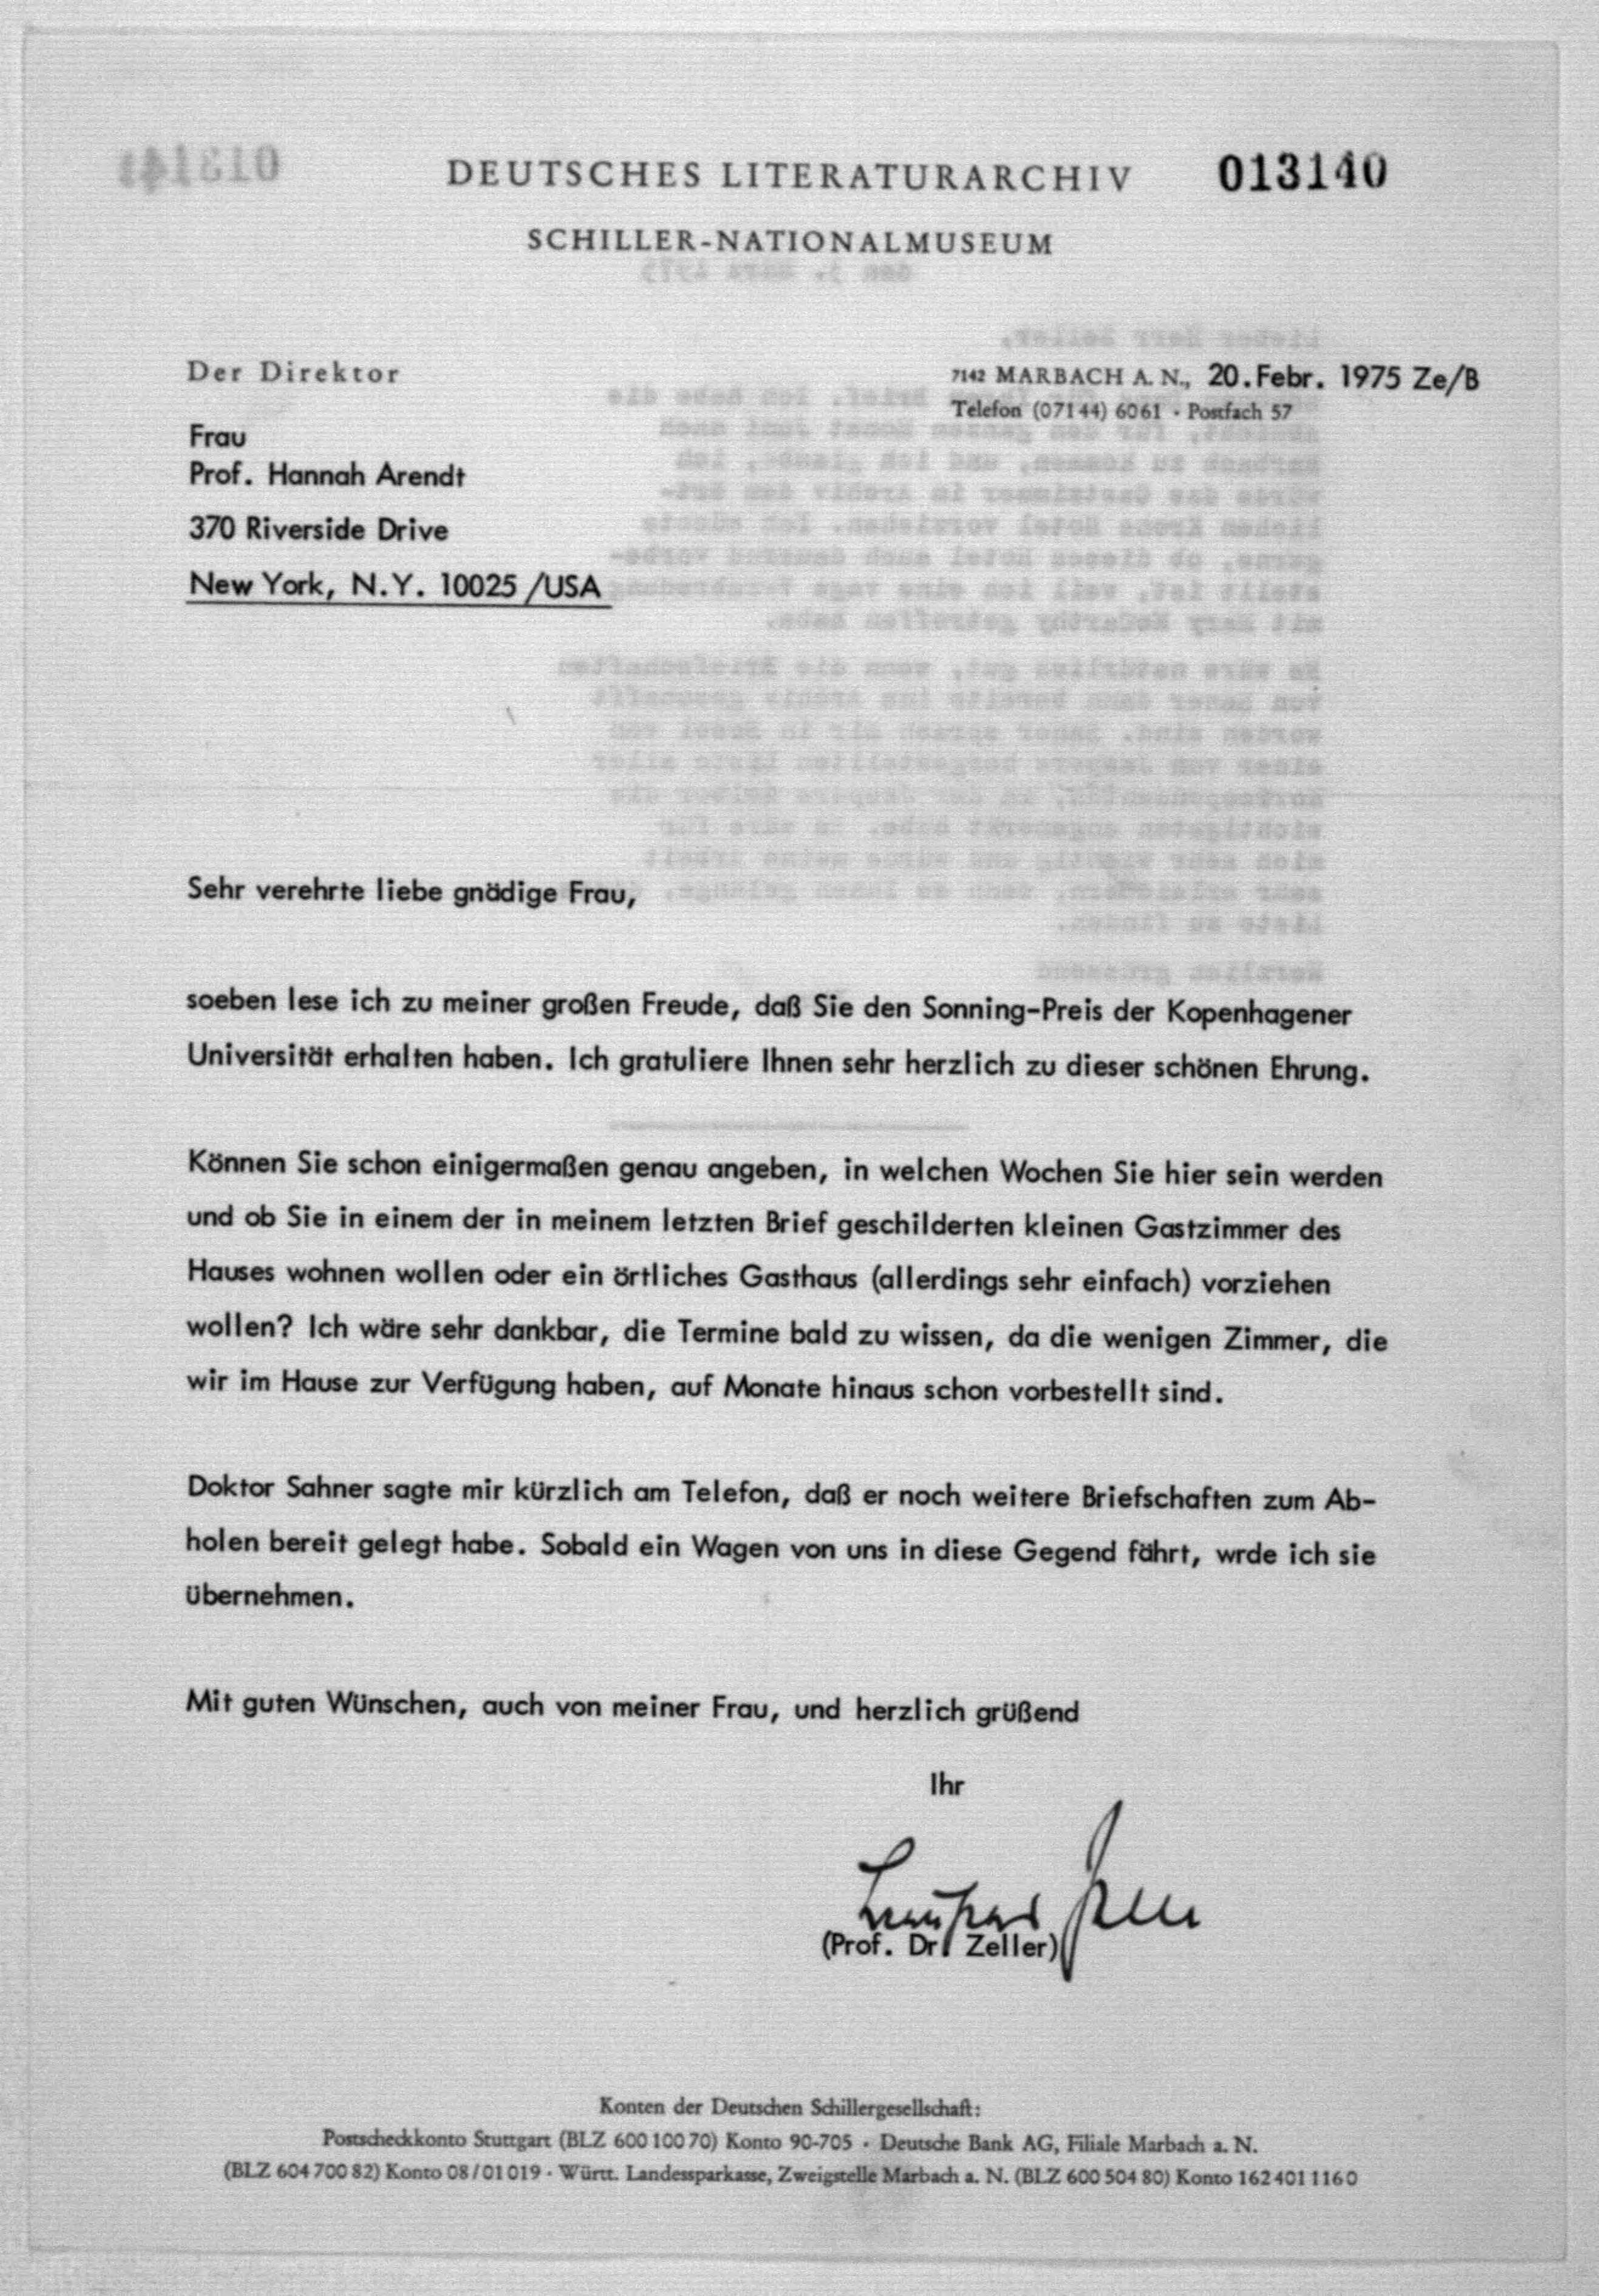 DEUTSCHES LITERATURARCHIV 013140
SCHILLER-NATIONALMUSEUM
Der Direktor
7142 MARBACH A. N., 20. Febr. 1975 Ze/B
Telefon (07144) 6061 · Postfach 57
Frau
Prof. Hannah Arendt
370 Riverside Drive
New York, N.Y. 10025 /USA
Sehr verehrte liebe gnädige Frau,
soeben lese ich zu meiner großen Freude, daß Sie den Sonning-Preis der Kopenhagener
Universität erhalten haben. Ich gratuliere Ihnen sehr herzlich zu dieser schönen Ehrung.
Können Sie schon einigermaßen genau angeben, in welchen Wochen Sie hier sein werden
und ob Sie in einem der in meinem letzten Brief geschilderten kleinen Gastzimmer des
Hauses wohnen wollen oder ein örtliches Gasthaus (allerdings sehr einfach) vorziehen
wollen? Ich wäre sehr dankbar, die Termine bald zu wissen, da die wenigen Zimmer, die
wir im Hause zur Verfügung haben, auf Monate hinaus schon vorbestellt sind.
Doktor Sahner sagte mir kürzlich am Telefon, daß er noch weitere Briefschaften zum Ab-
holen bereit gelegt habe. Sobald ein Wagen von uns in diese Gegend fährt, wrde ich sie
übernehmen.
Mit guten Wünschen, auch von meiner Frau, und herzlich grüßend
Ihr
(Prof. Dr. Zeller)
Konten der Deutschen Schillergesellschaft:
Postscheckkonto Stuttgart (BLZ 600 100 70) Konto 90-705 · Deutsche Bank AG, Filiale Marbach a. N.
(BLZ 604 700 82) Konto 08/01 019 · Württ. Landessparkasse, Zweigstelle Marbach a. N. (BLZ 600 504 80) Konto 162 401 1160